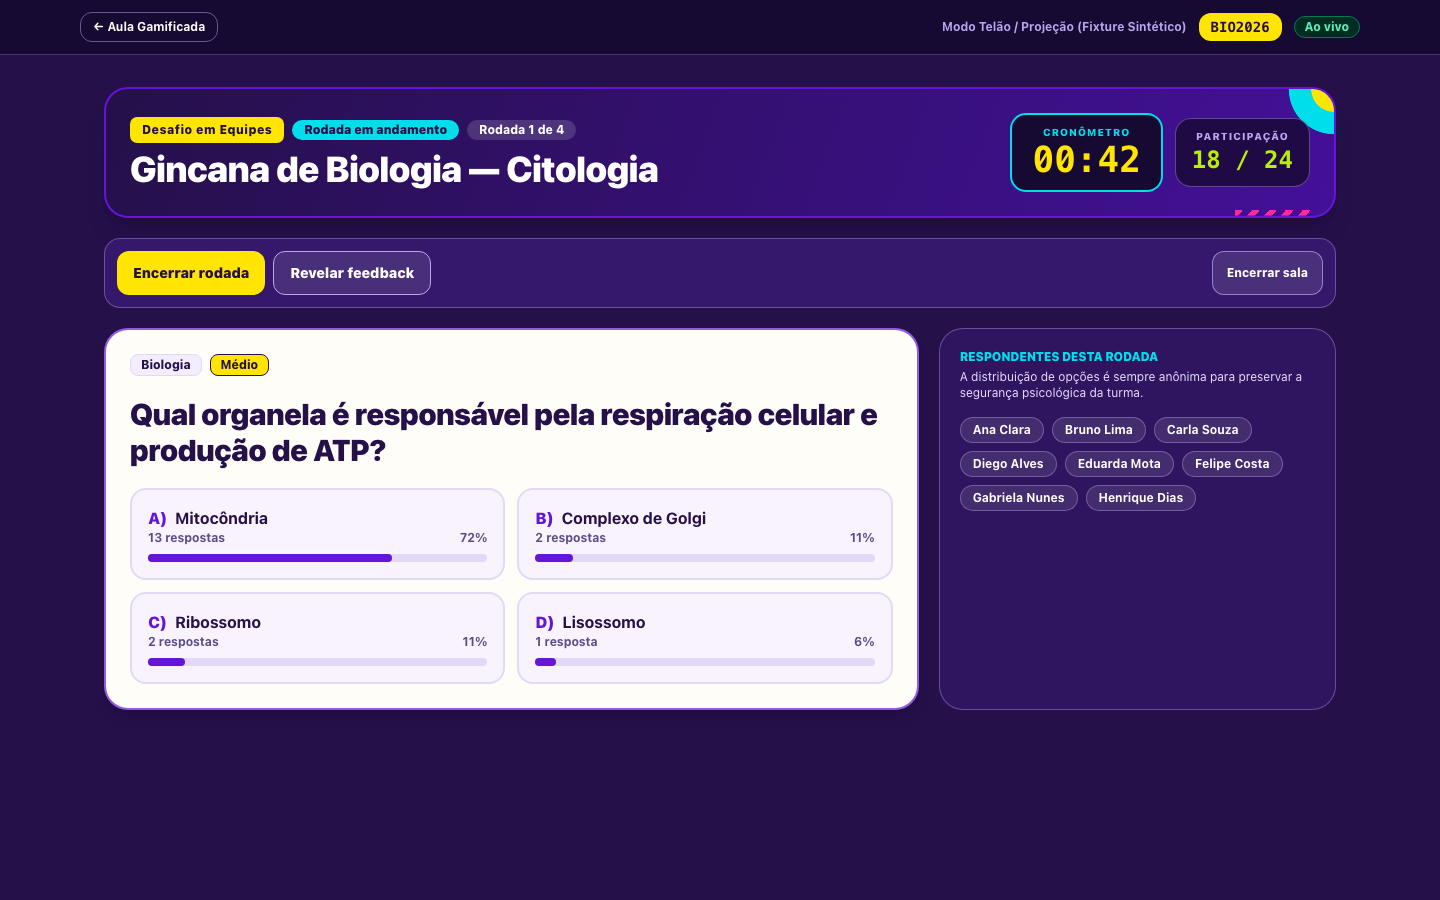 ← Aula Gamificada
Modo Telão / Projeção (Fixture Sintético)
BIO2026
Ao vivo
Desafio em Equipes
Rodada em andamento
Rodada 1 de 4
Gincana de Biologia — Citologia
CRONÔMETRO
00:42
PARTICIPAÇÃO
18 / 24
Encerrar rodada
Revelar feedback
Encerrar sala
Biologia
Médio
Qual organela é responsável pela respiração celular e
produção de ATP?
A) Mitocôndria
13 respostas 72%
B) Complexo de Golgi
2 respostas 11%
C) Ribossomo
2 respostas 11%
D) Lisossomo
1 resposta 6%
RESPONDENTES DESTA RODADA
A distribuição de opções é sempre anônima para preservar a
segurança psicológica da turma.
Ana Clara
Bruno Lima
Carla Souza
Diego Alves
Eduarda Mota
Felipe Costa
Gabriela Nunes
Henrique Dias